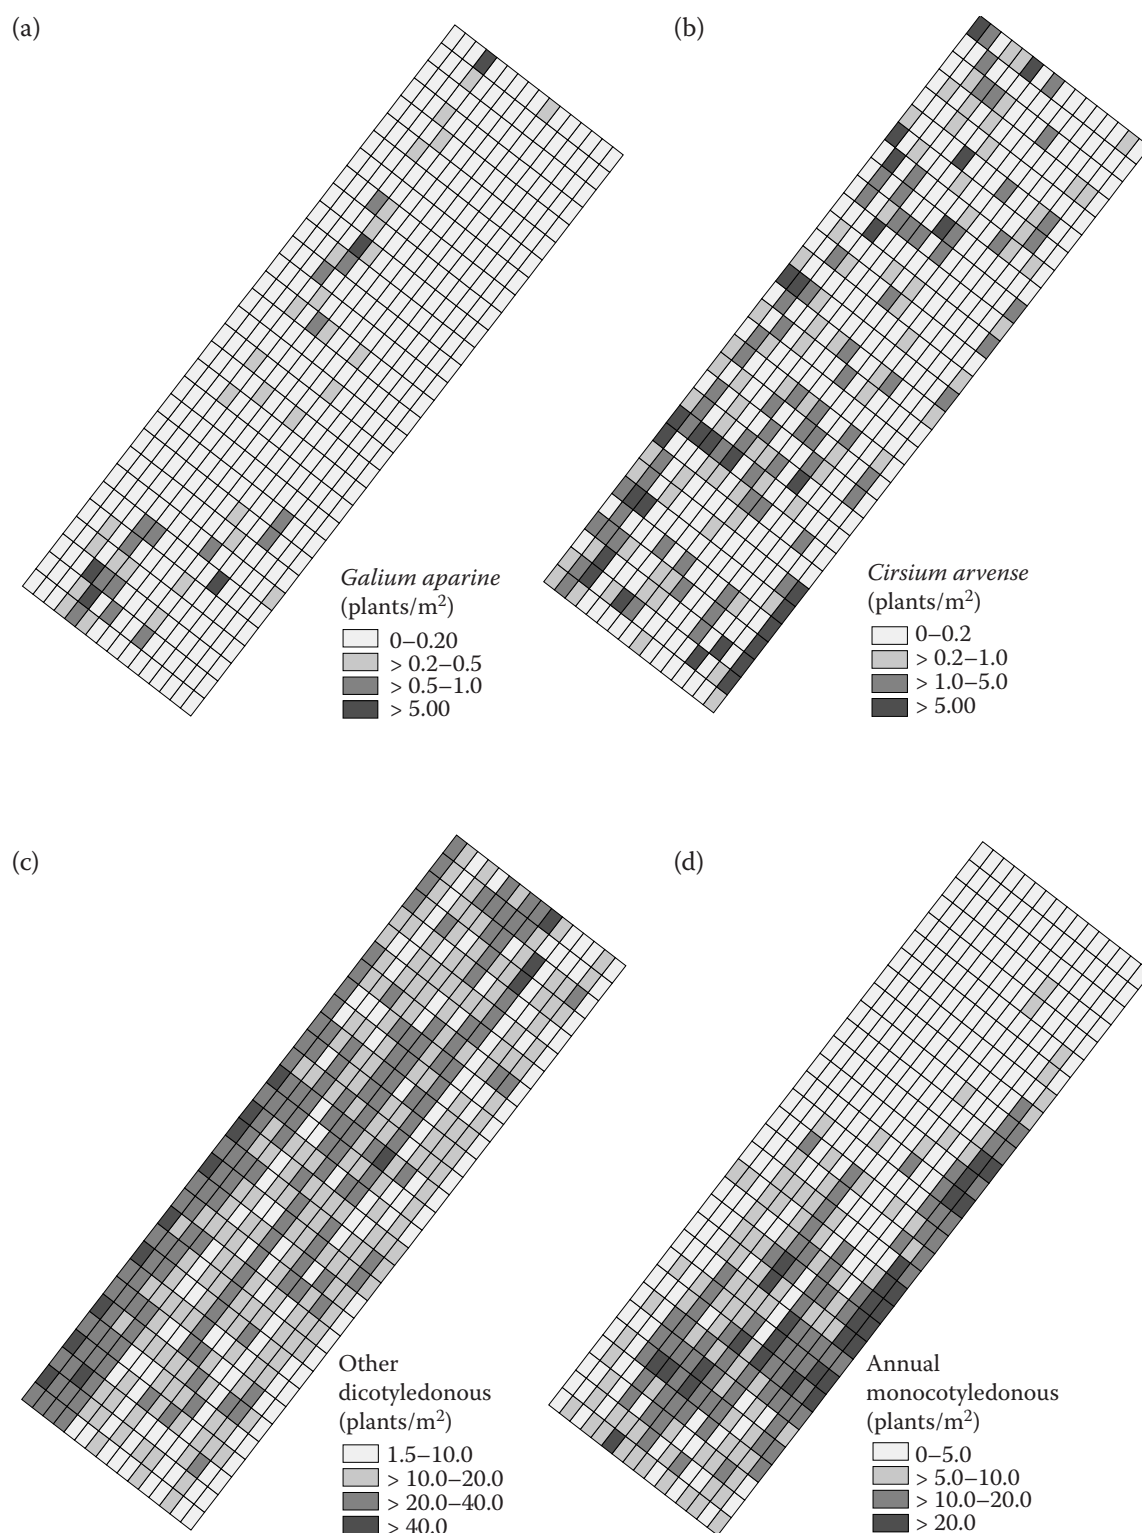 (a)
(b)
Galium aparine
(plants/m²)
0–0.20
> 0.2–0.5
> 0.5–1.0
> 5.00
Cirsium arvense
(plants/m²)
0–0.2
> 0.2–1.0
> 1.0–5.0
> 5.00
(c)
(d)
Other
dicotyledonous
(plants/m²)
1.5–10.0
> 10.0–20.0
> 20.0–40.0
> 40.0
Annual
monocotyledonous
(plants/m²)
0–5.0
> 5.0–10.0
> 10.0–20.0
> 20.0